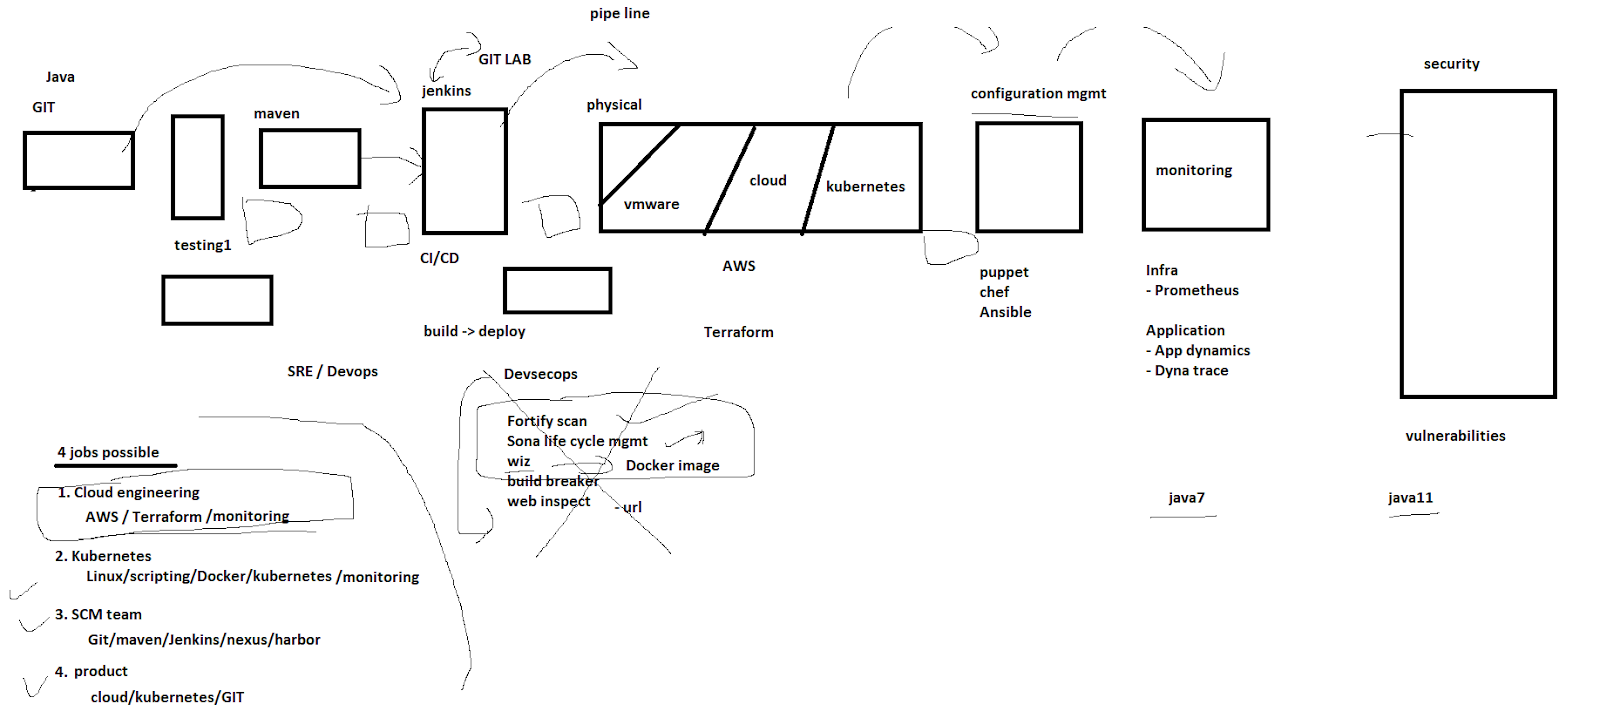 pipe line
GIT LAB
Java
GIT
maven
jenkins
physical
configuration mgmt
security
vmware
cloud
kubernetes
monitoring
testing1
CI/CD
AWS
puppet
chef
Ansible
Infra
- Prometheus
Application
- App dynamics
- Dyna trace
build -> deploy
Terraform
SRE / Devops
Devsecops
Fortify scan
Sona life cycle mgmt
wiz
Docker image
build breaker
web inspect
- url
vulnerabilities
java7
java11
4 jobs possible
1. Cloud engineering
AWS / Terraform /monitoring
2. Kubernetes
Linux/scripting/Docker/kubernetes /monitoring
3. SCM team
Git/maven/Jenkins/nexus/harbor
4. product
cloud/kubernetes/GIT